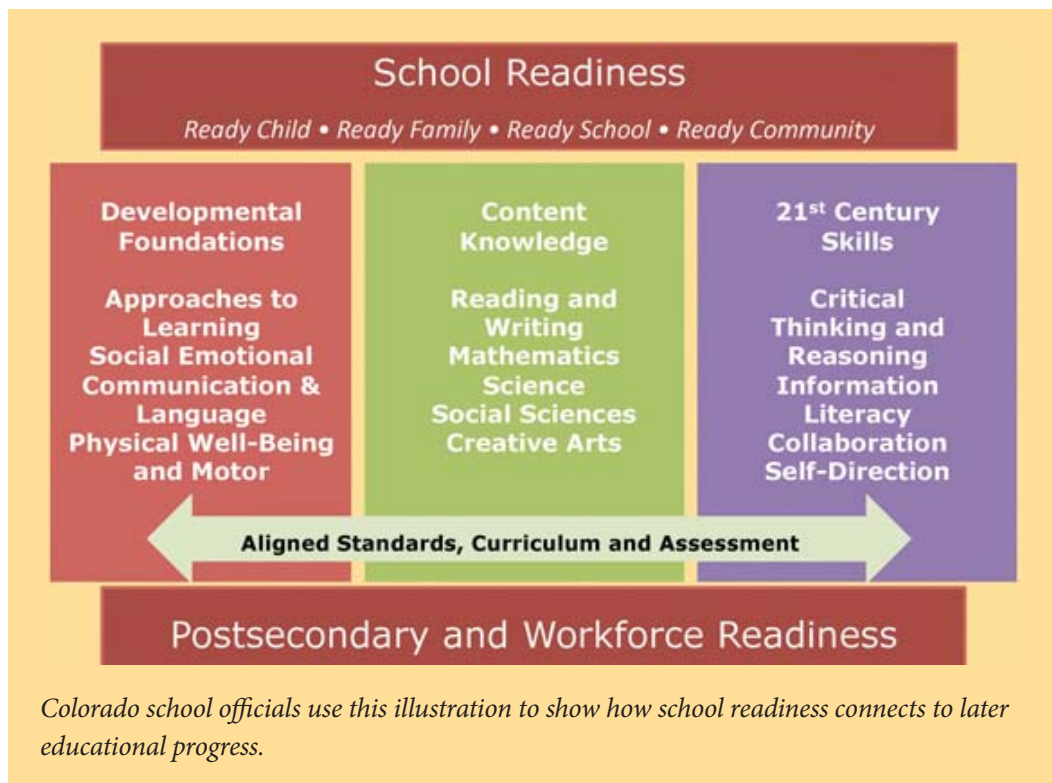 School Readiness
Ready Child • Ready Family • Ready School • Ready Community
Developmental
Foundations
Approaches to
Learning
Social Emotional
Communication &
Language
Physical Well-Being
and Motor
Content
Knowledge
Reading and
Writing
Mathematics
Science
Social Sciences
Creative Arts
21st Century
Skills
Critical
Thinking and
Reasoning
Information
Literacy
Collaboration
Self-Direction
Aligned Standards, Curriculum and Assessment
Postsecondary and Workforce Readiness
Colorado school officials use this illustration to show how school readiness connects to later
educational progress.